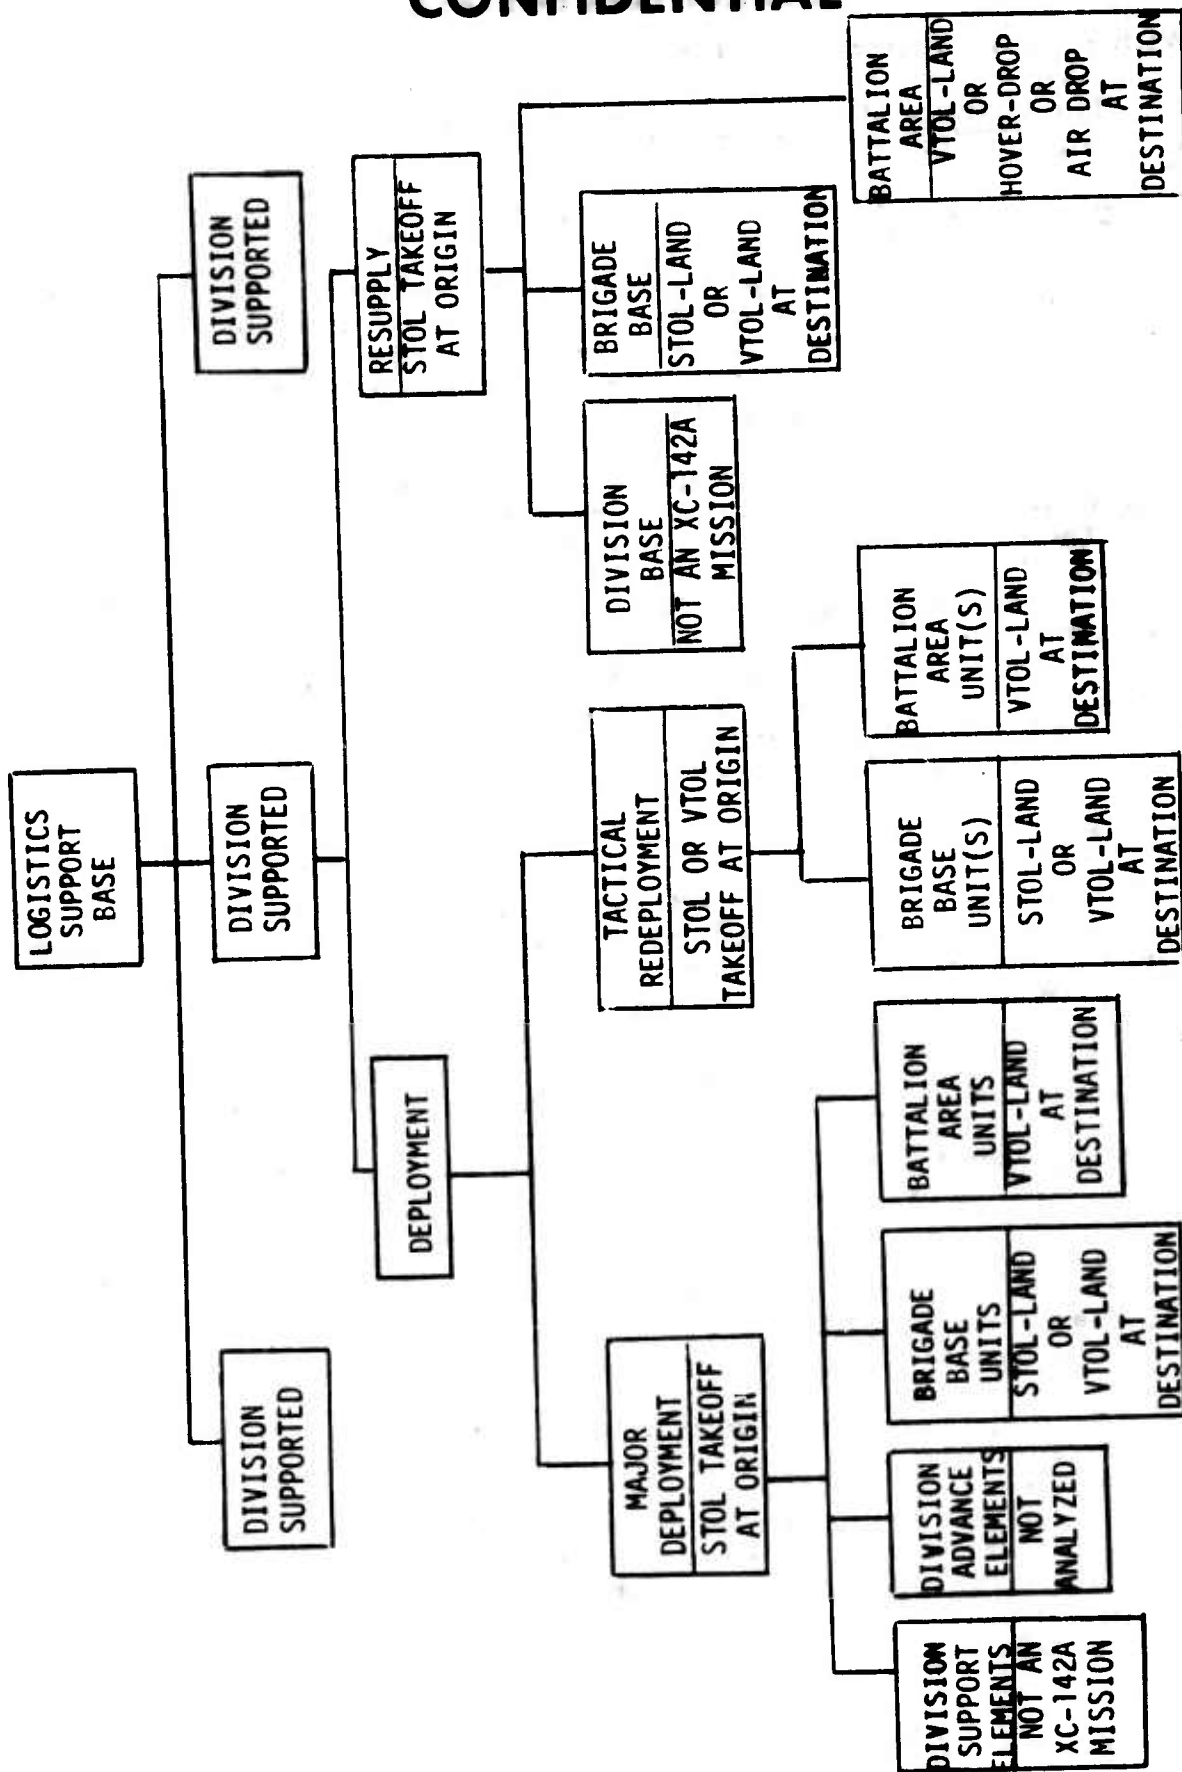 CONFIDENTIAL
LOGISTICS
SUPPORT
BASE
DIVISION
SUPPORTED
DIVISION
SUPPORTED
DIVISION
SUPPORTED
DEPLOYMENT
RESUPPLY
STOL TAKEOFF
AT ORIGIN
MAJOR
DEPLOYMENT
STOL TAKEOFF
AT ORIGIN
TACTICAL
REDEPLOYMENT
STOL OR VTOL
TAKEOFF AT ORIGIN
DIVISION
BASE
NOT AN XC-142A
MISSION
BRIGADE
BASE
STOL-LAND
OR
VTOL-LAND
AT
DESTINATION
BATTALION
AREA
VTOL-LAND
OR
HOVER-DROP
OR
AIR DROP
AT
DESTINATION
DIVISION
SUPPORT
ELEMENTS
NOT AN
XC-142A
MISSION
DIVISION
ADVANCE
ELEMENTS
NOT
ANALYZED
BRIGADE
BASE
UNITS
STOL-LAND
OR
VTOL-LAND
AT
DESTINATION
BATTALION
AREA
UNITS
VTOL-LAND
AT
DESTINATION
BRIGADE
BASE
UNIT(S)
STOL-LAND
OR
VTOL-LAND
AT
DESTINATION
BATTALION
AREA
UNIT(S)
VTOL-LAND
AT
DESTINATION